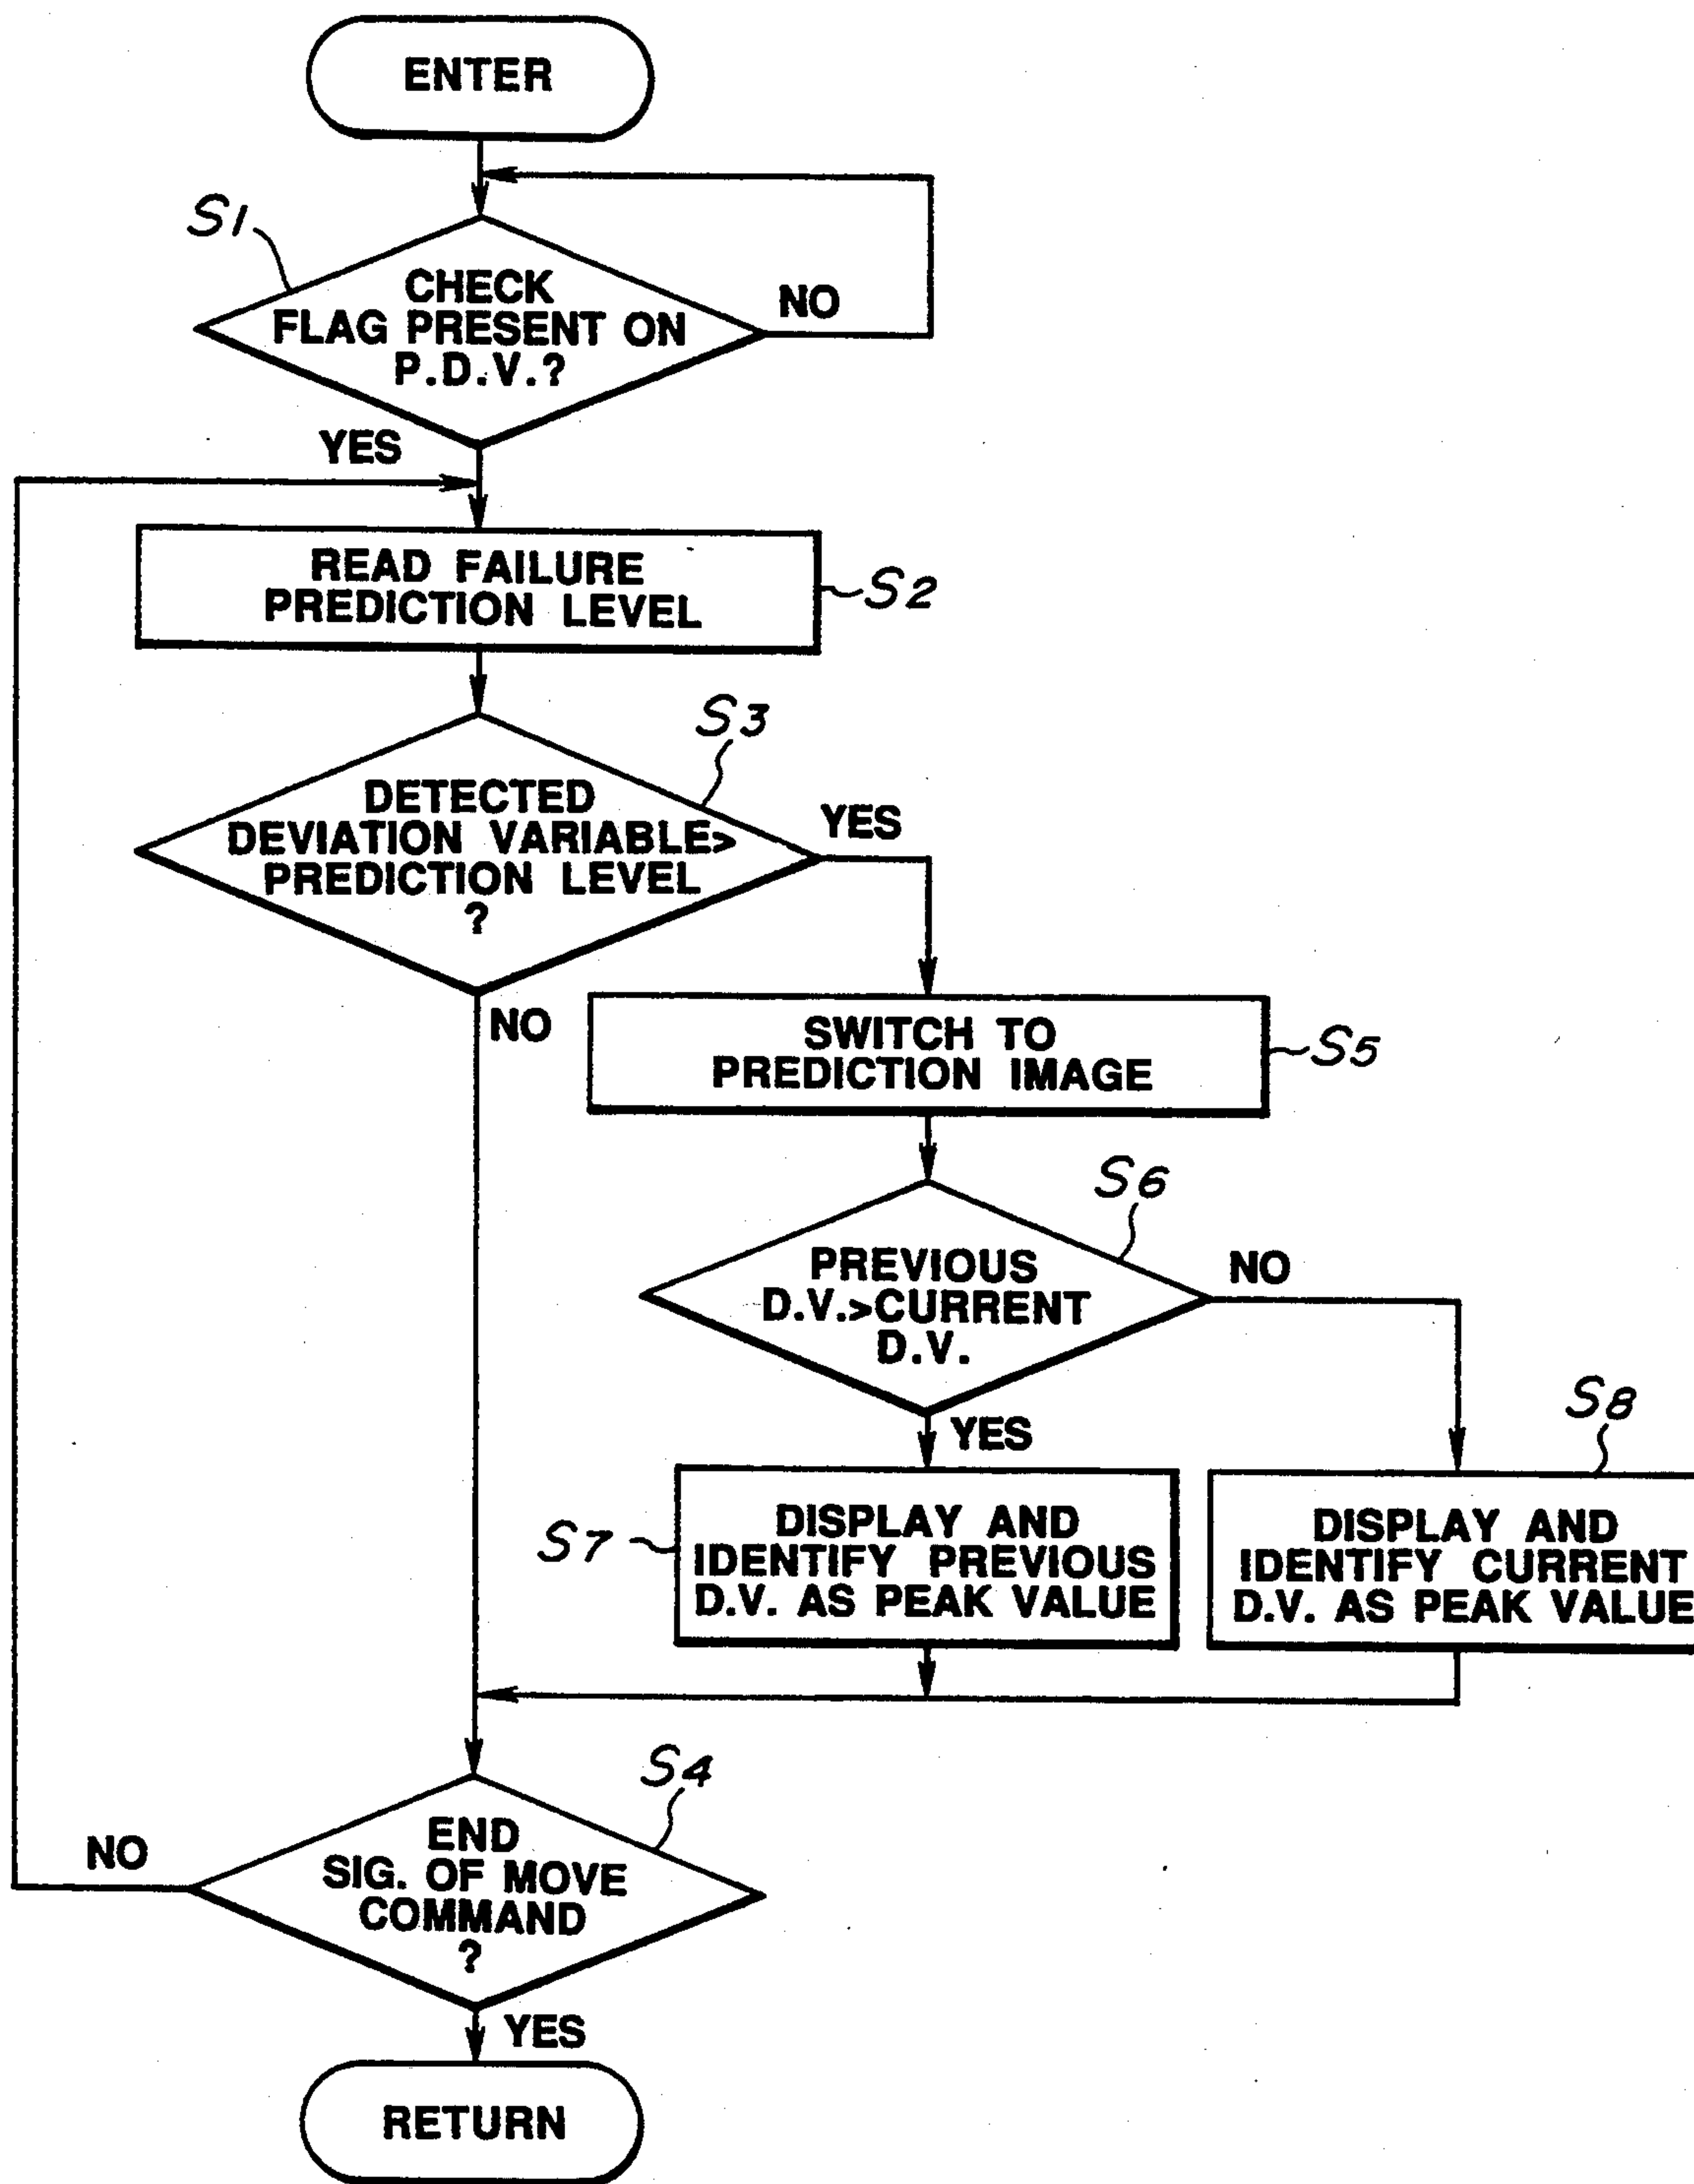 ENTER
S1
CHECK
FLAG PRESENT ON
P.D.V.?
NO
YES
READ FAILURE
PREDICTION LEVEL
S2
S3
DETECTED
DEVIATION VARIABLE>
PREDICTION LEVEL
?
YES
NO
SWITCH TO
PREDICTION IMAGE
S5
S6
PREVIOUS
D.V.>CURRENT
D.V.
NO
YES
S7
DISPLAY AND
IDENTIFY PREVIOUS
D.V. AS PEAK VALUE
S8
DISPLAY AND
IDENTIFY CURRENT
D.V. AS PEAK VALUE
S4
END
SIG. OF MOVE
COMMAND
?
NO
YES
RETURN